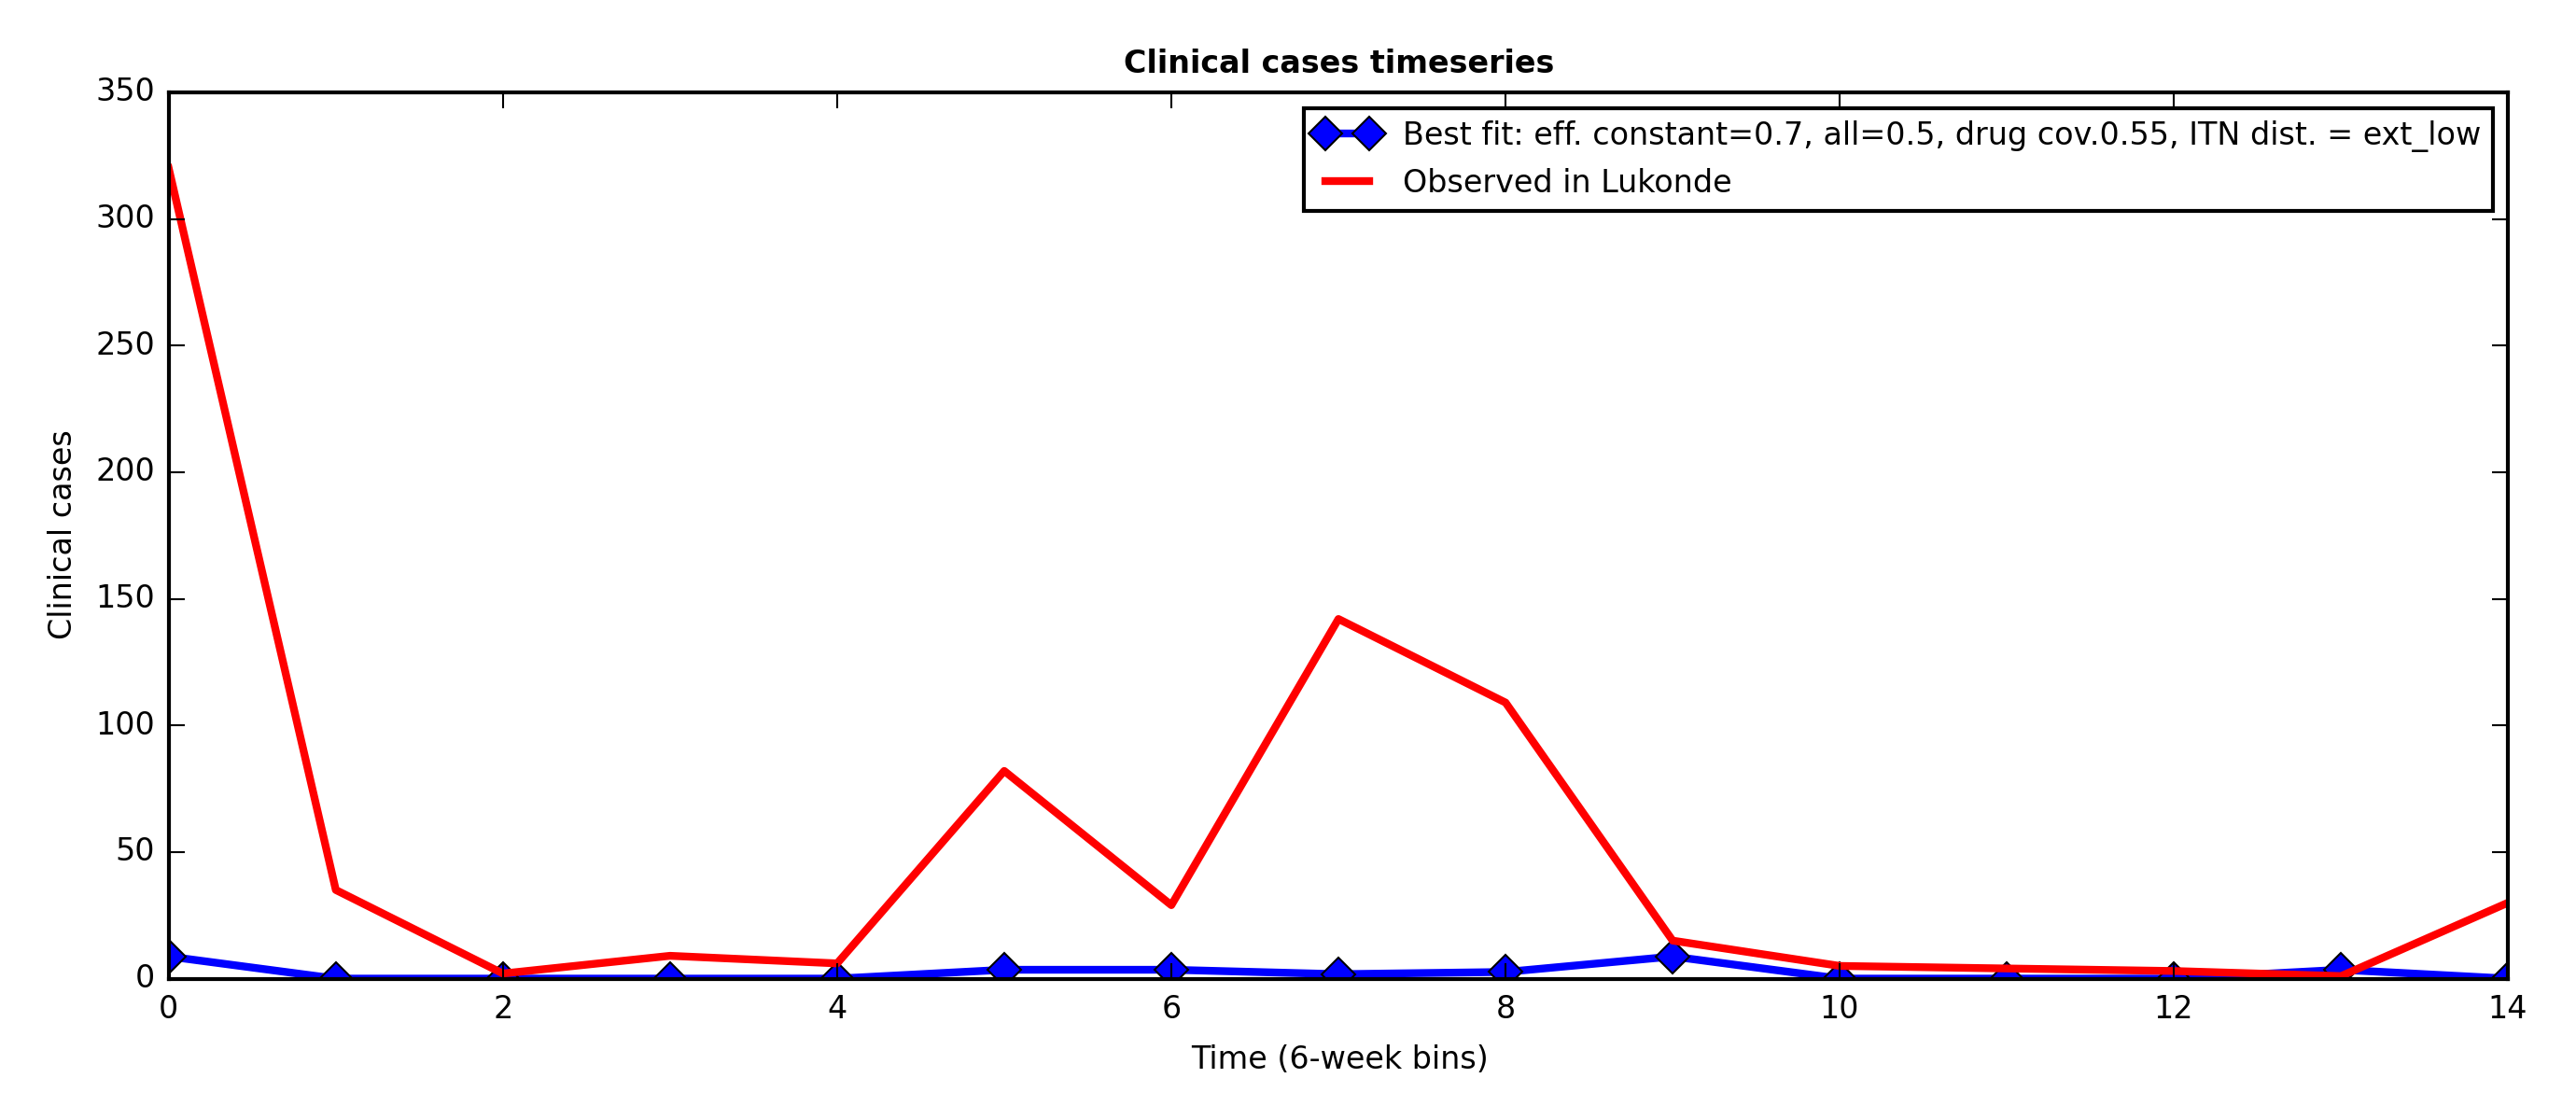 Clinical cases timeseries
350
300
250
200
150
100
50
0
Clinical cases
Best fit: eff. constant=0.7, all=0.5, drug cov.0.55, ITN dist. = ext_low
Observed in Lukonde
0 2 4 6 8 10 12 14
Time (6-week bins)